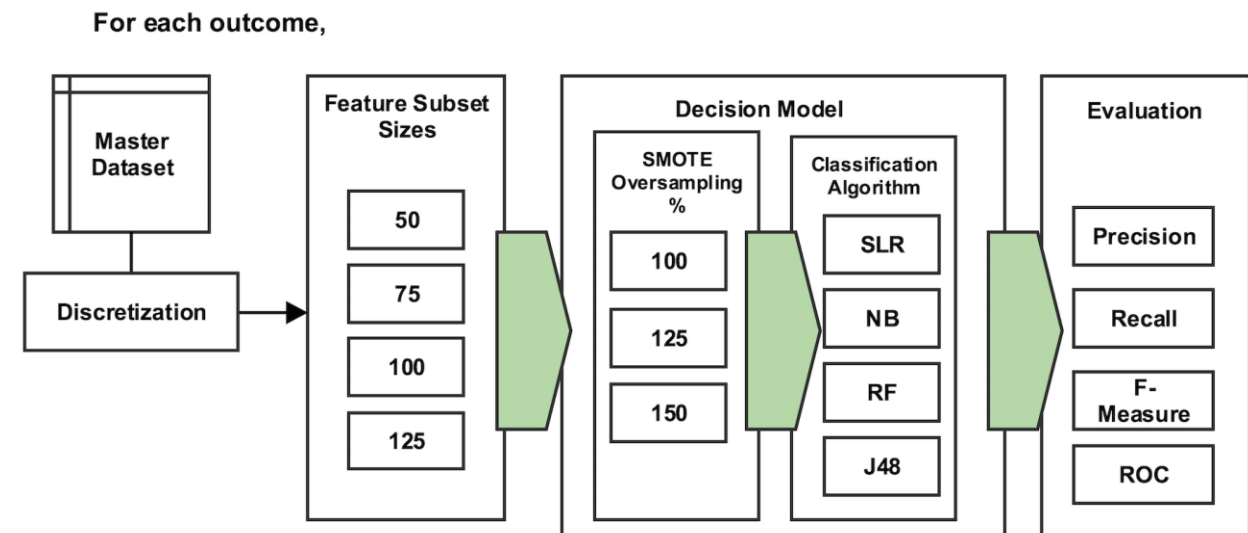 For each outcome,
Master
Dataset
Discretization
Feature Subset
Sizes
50
75
100
125
Decision Model
SMOTE
Oversampling
%
100
125
150
Classification
Algorithm
SLR
NB
RF
J48
Evaluation
Precision
Recall
F-
Measure
ROC